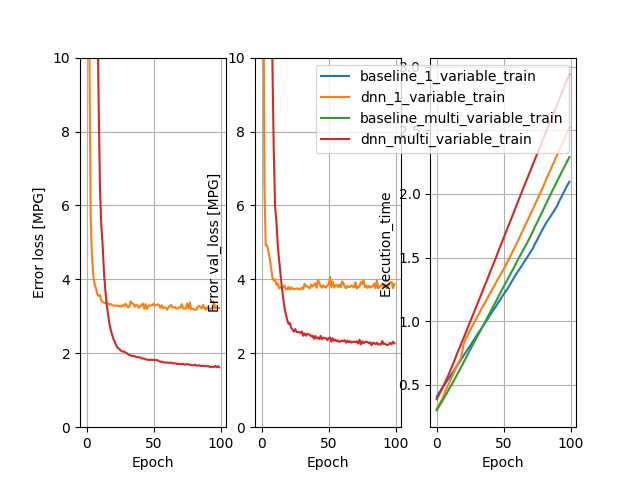 10
8
6
4
2
0
0
50
100
Epoch
Error loss [MPG]
10
8
6
4
2
0
0
50
100
Epoch
Error val_loss [MPG]
2.0
1.5
1.0
0.5
0
50
100
Epoch
Execution_time
baseline_1_variable_train
dnn_1_variable_train
baseline_multi_variable_train
dnn_multi_variable_train